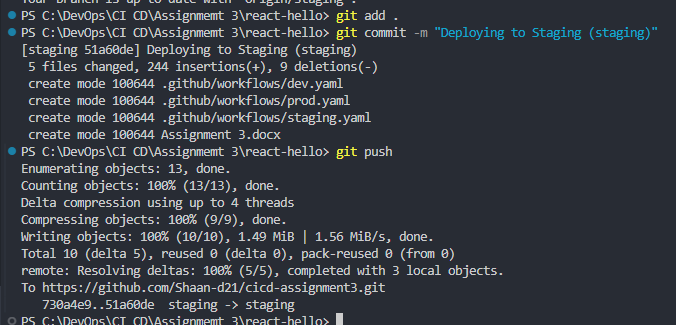 Your branch is up to date with 'origin/staging'.
PS C:\DevOps\CI CD\Assignmemt 3\react-hello> git add .
PS C:\DevOps\CI CD\Assignmemt 3\react-hello> git commit -m "Deploying to Staging (staging)"
[staging 51a60de] Deploying to Staging (staging)
5 files changed, 244 insertions(+), 9 deletions(-)
create mode 100644 .github/workflows/dev.yaml
create mode 100644 .github/workflows/prod.yaml
create mode 100644 .github/workflows/staging.yaml
create mode 100644 Assignment 3.docx
PS C:\DevOps\CI CD\Assignmemt 3\react-hello> git push
Enumerating objects: 13, done.
Counting objects: 100% (13/13), done.
Delta compression using up to 4 threads
Compressing objects: 100% (9/9), done.
Writing objects: 100% (10/10), 1.49 MiB | 1.56 MiB/s, done.
Total 10 (delta 5), reused 0 (delta 0), pack-reused 0 (from 0)
remote: Resolving deltas: 100% (5/5), completed with 3 local objects.
To https://github.com/Shaan-d21/cicd-assignment3.git
730a4e9..51a60de staging -> staging
PS C:\DevOps\CI CD\Assignmemt 3\react-hello>